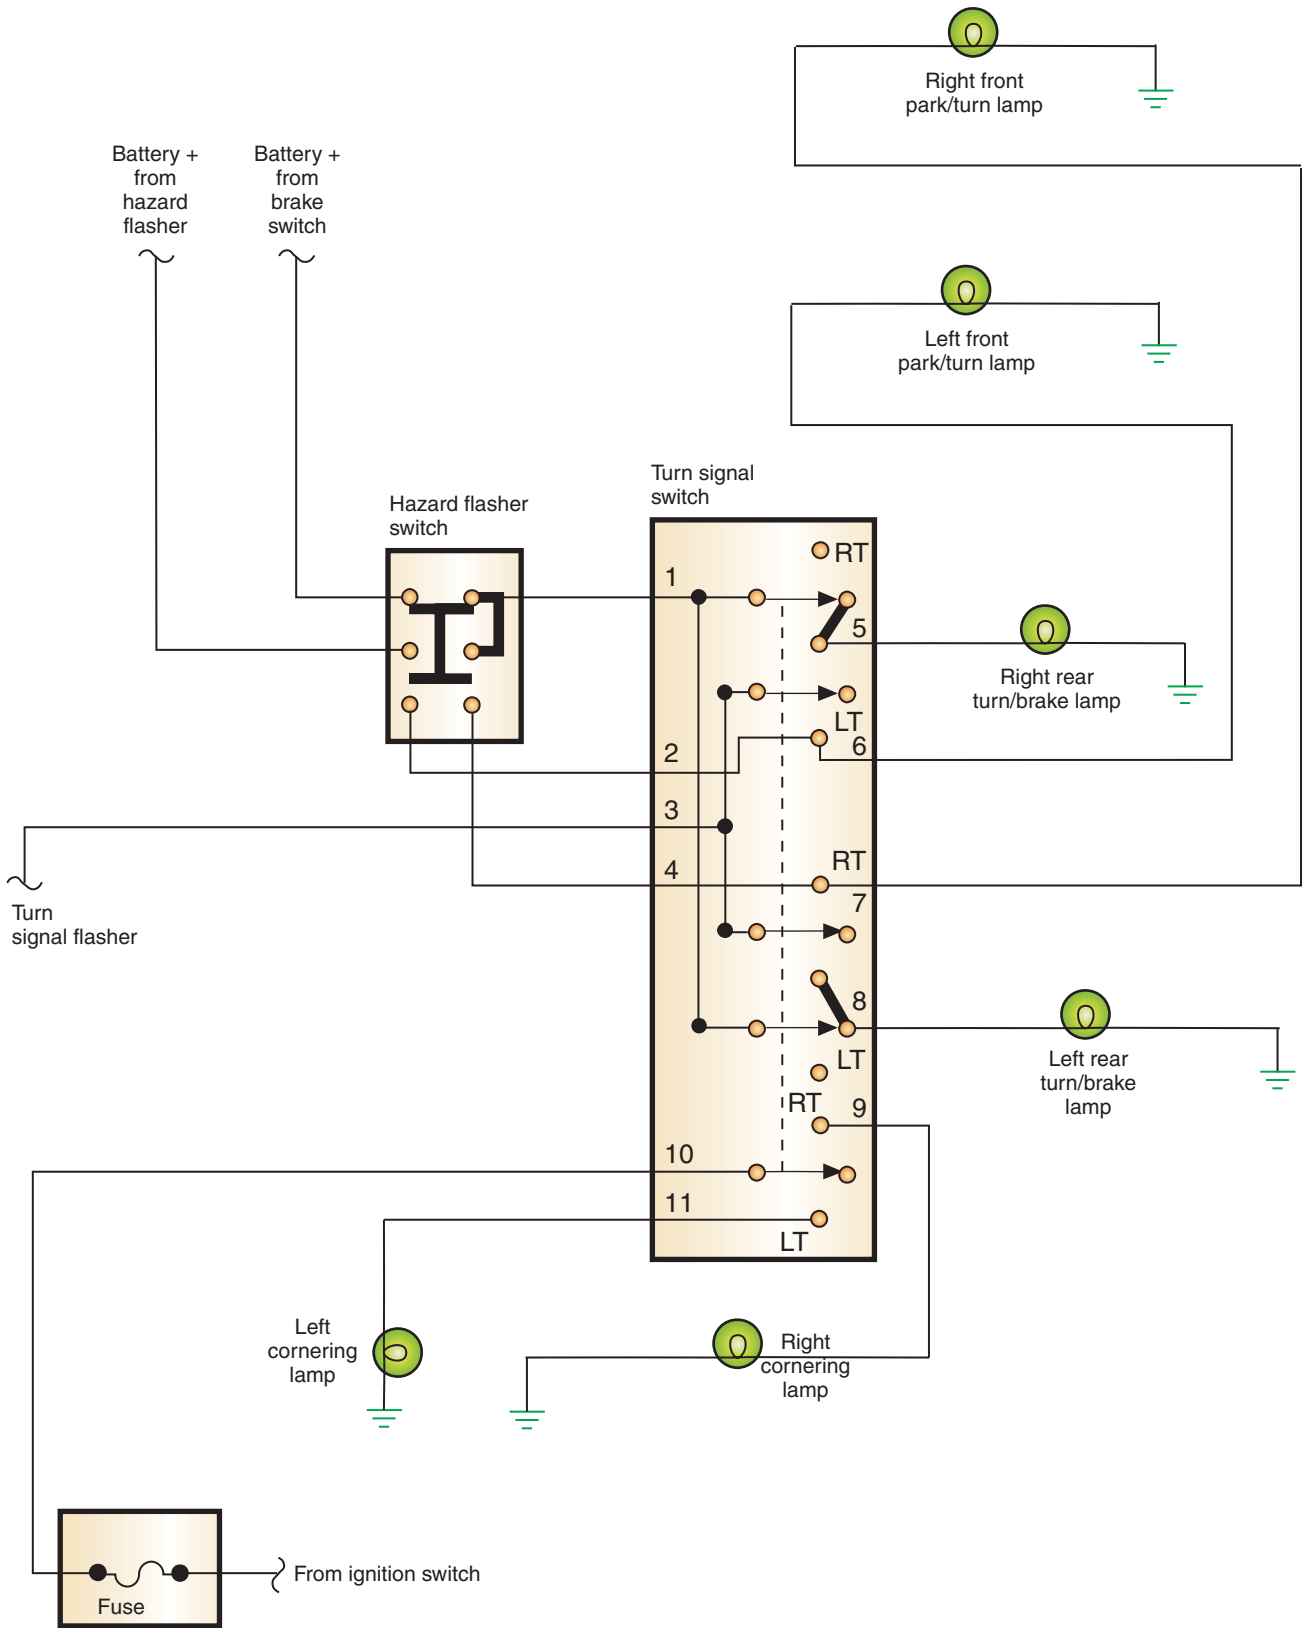 Right front
park/turn lamp
Battery +
from
hazard
flasher
Battery +
from
brake
switch
Left front
park/turn lamp
Turn signal
switch
Hazard flasher
switch
RT
1
5
Right rear
turn/brake lamp
LT
6
2
3
RT
4
7
Turn
signal flasher
8
LT
Left rear
turn/brake
lamp
RT
9
10
11
LT
Left
cornering
lamp
Right
cornering
lamp
From ignition switch
Fuse